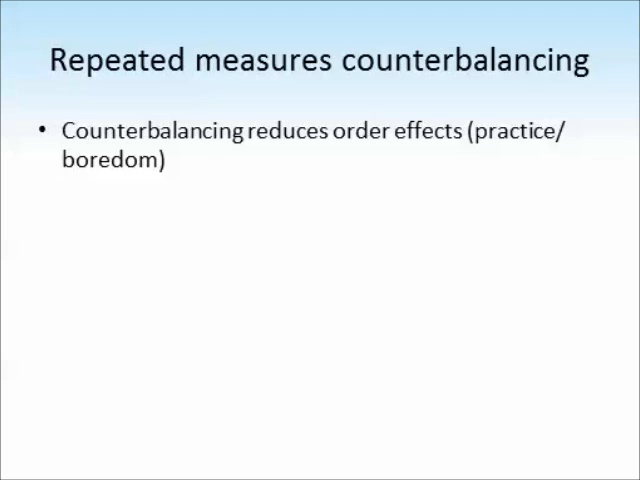 Repeated measures counterbalancing
• Counterbalancing reduces order effects (practice/
boredom)